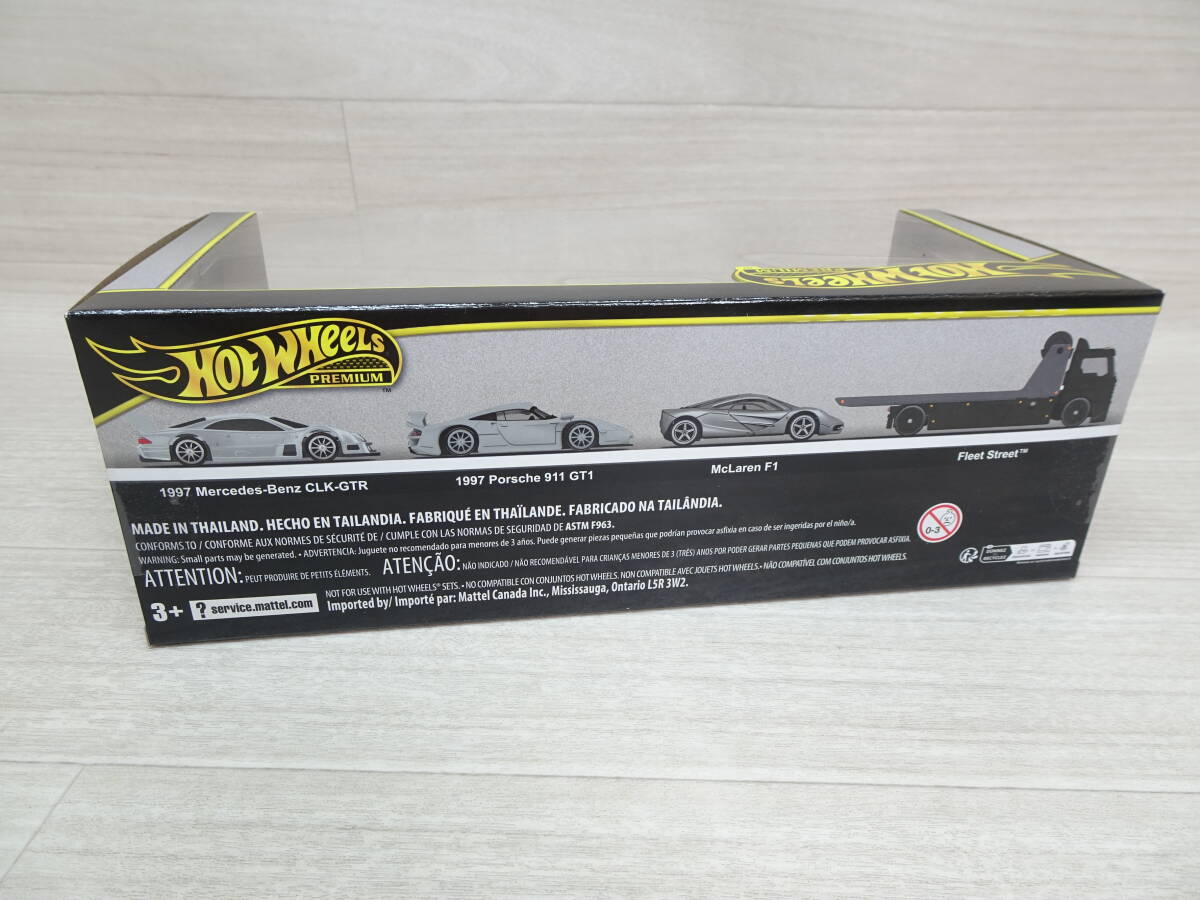 HOT WHEELS
PREMIUM
HOT WHEELS
PREMIUM
TM
1997 Mercedes-Benz CLK-GTR
1997 Porsche 911 GT1
McLaren F1
Fleet Street™
MADE IN THAILAND. HECHO EN TAILANDIA. FABRIQUÉ EN THAÏLANDE. FABRICADO NA TAILÂNDIA.
CONFORMS TO / CONFORME AUX NORMES DE SÉCURITÉ DE / CUMPLE CON LAS NORMAS DE SEGURIDAD DE ASTM F963.
WARNING: Small parts may be generated. • ADVERTENCIA: Juguete no recomendado para menores de 3 años. Puede generar piezas pequeñas que podrían provocar asfixia en caso de ser ingeridas por el niño/a.
ATTENTION: PEUT PRODUIRE DE PETITS ÉLÉMENTS. ATENÇÃO: NÃO INDICADO / NÃO RECOMENDÁVEL PARA CRIANÇAS MENORES DE 3 (TRÊS) ANOS POR PODER GERAR PARTES PEQUENAS QUE PODEM PROVOCAR ASFIXIA.
NOT FOR USE WITH HOT WHEELS® SETS. • NO COMPATIBLE CON CONJUNTOS HOT WHEELS. NON COMPATIBLE AVEC JOUETS HOT WHEELS. • NÃO COMPATÍVEL COM CONJUNTOS HOT WHEELS.
3+ ? service.mattel.com Imported by/ Importé par: Mattel Canada Inc., Mississauga, Ontario L5R 3W2.
0-3